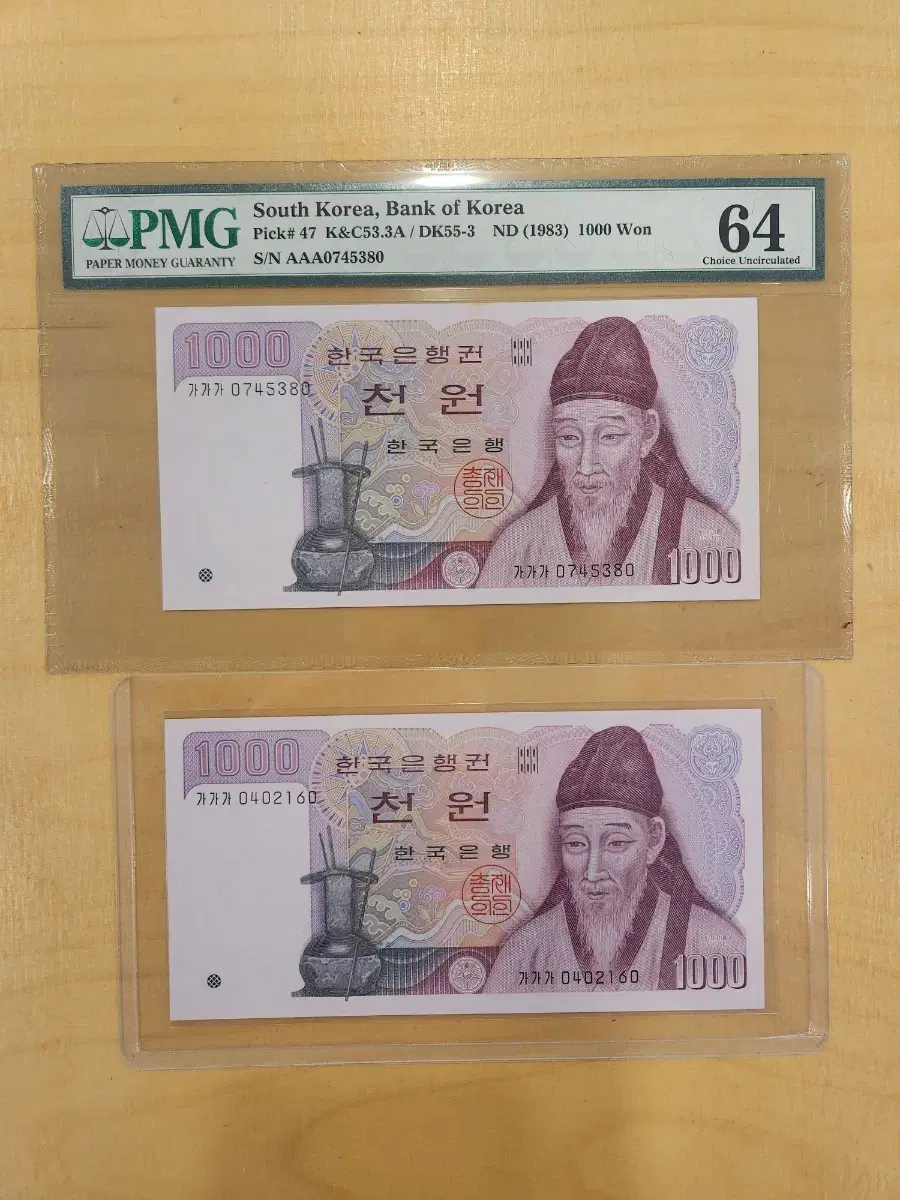 PMG
PAPER MONEY GUARANTY
South Korea, Bank of Korea
Pick# 47 K&C53.3A / DK55-3 ND (1983) 1000 Won
S/N AAA0745380
64
Choice Uncirculated
1000
한국은행권
가가가 0745380
천 원
한국은행
총재의인
가가가 0745380
1000
1000
한국은행권
가가가 0402160
천 원
한국은행
총재의인
가가가 0402160
1000